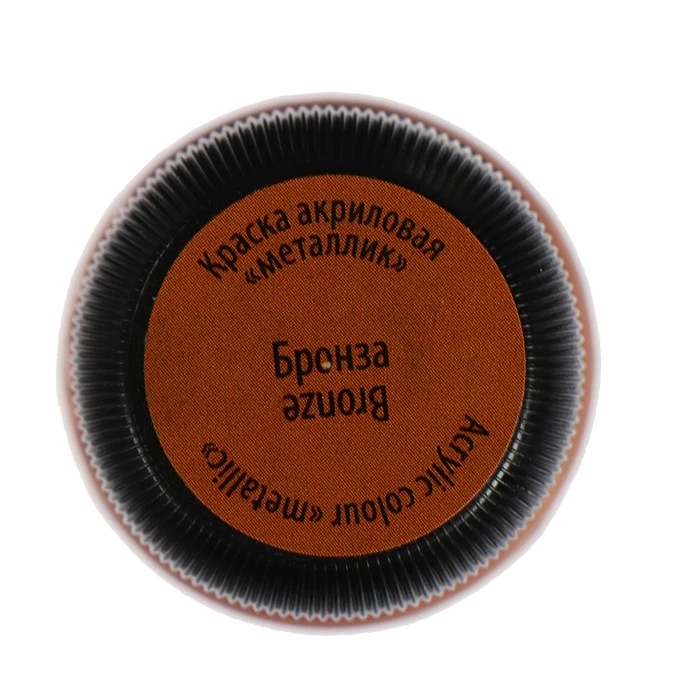 Краска акриловая
«металлик»
Бронза
Bronze
Acrylic colour «metallic»